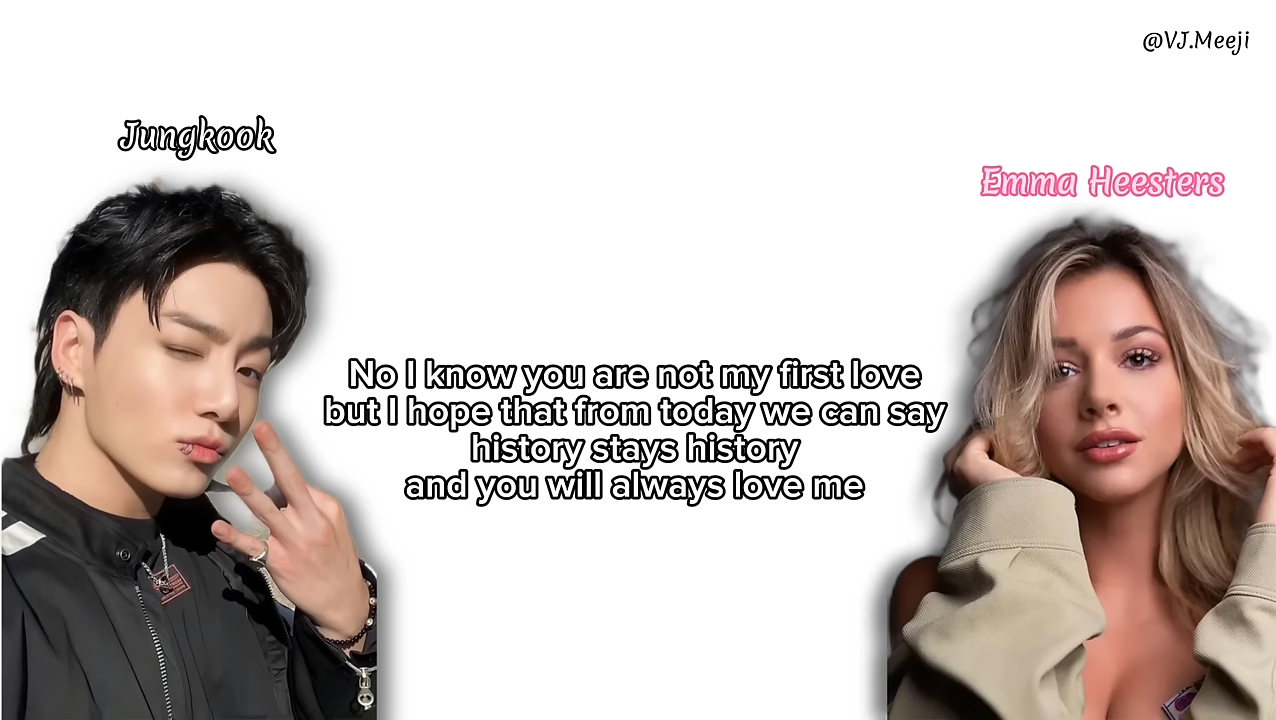 @VJ.Meeji
Jungkook
Emma Heesters
No I know you are not my first love
but I hope that from today we can say
history stays history
and you will always love me